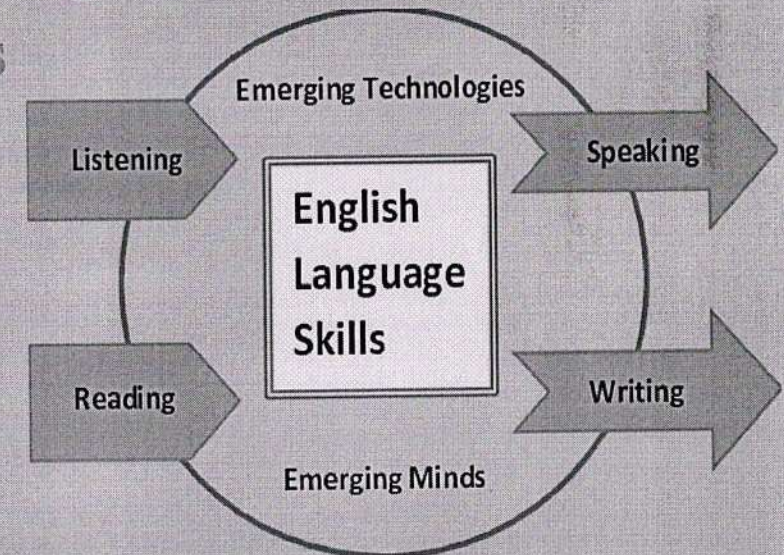 Emerging Technologies
Listening
Speaking
English
Language
Skills
Reading
Writing
Emerging Minds